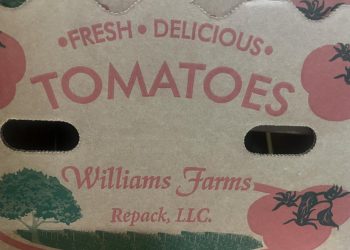 •FRESH•DELICIOUS•
TOMATOES
Williams Farms
Repack, LLC.